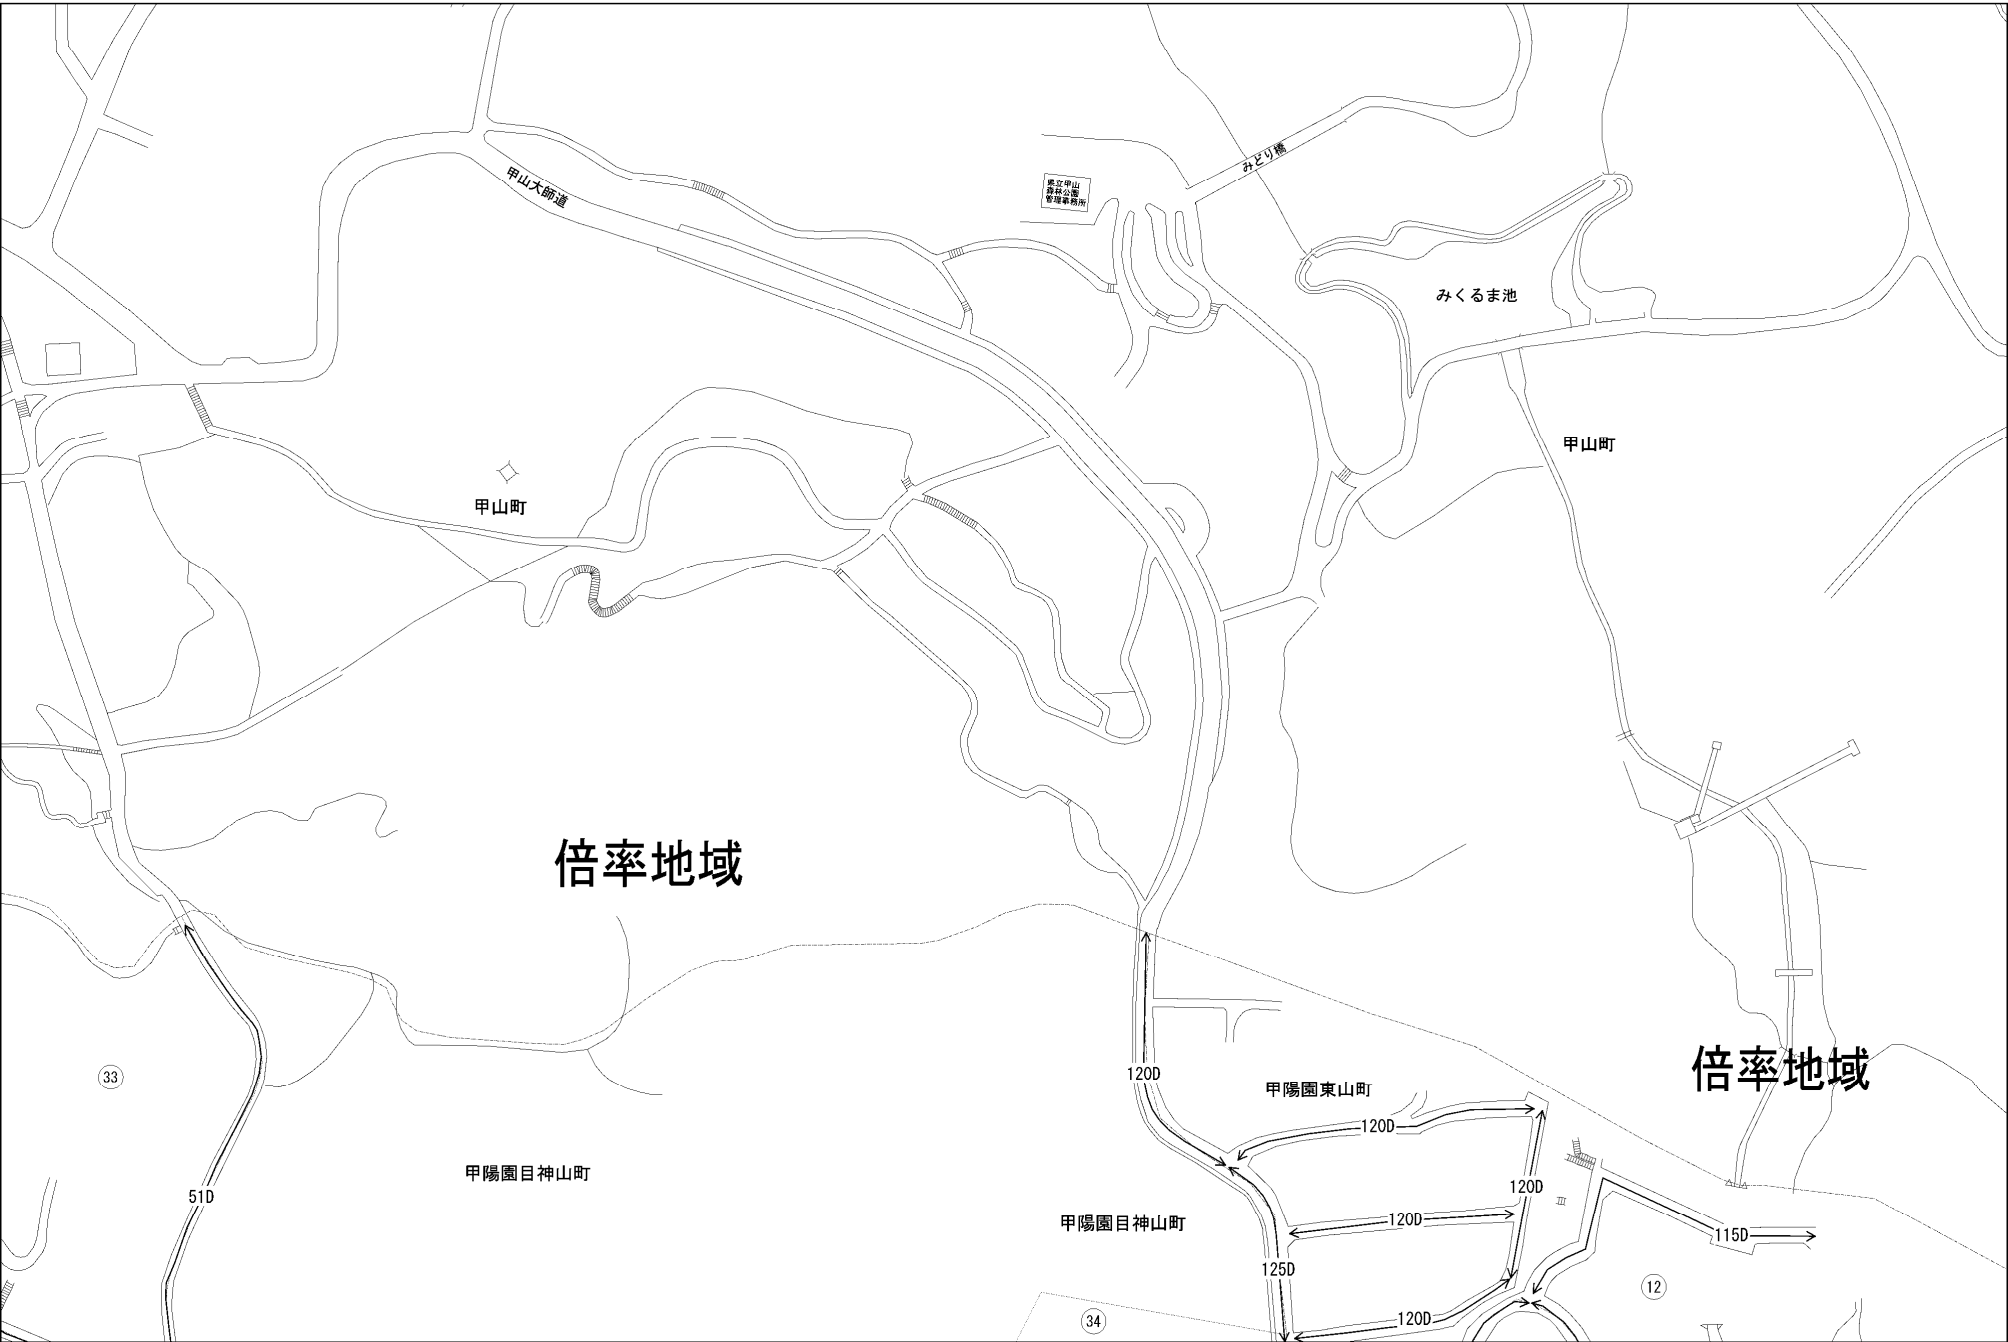 みどり橋
甲山大師道
県立甲山
森林公園
管理事務所
みくるま池
甲山町
甲山町
倍率地域
倍率地域
33
120D
甲陽園東山町
120D
甲陽園目神山町
51D
120D
甲陽園目神山町
120D
115D
125D
12
120D
34